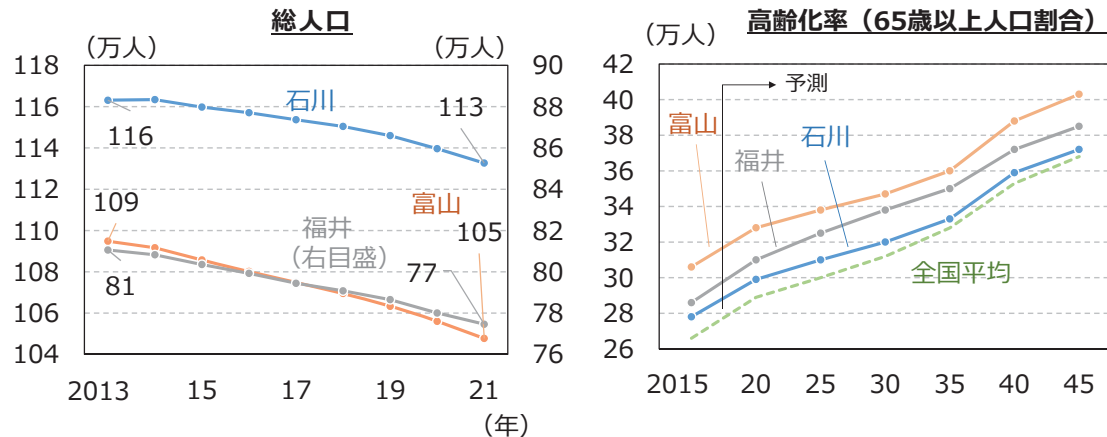 総人口
（万人）
（万人）
118
116
114
112
110
108
106
104
90
88
86
84
82
80
78
76
石川
116
113
109
富山
105
福井
（右目盛）
81
77
2013
15
17
19
21
（年）
高齢化率（65歳以上人口割合）
（万人）
42
40
38
36
34
32
30
28
26
予測
富山
福井
石川
全国平均
2015
20
25
30
35
40
45